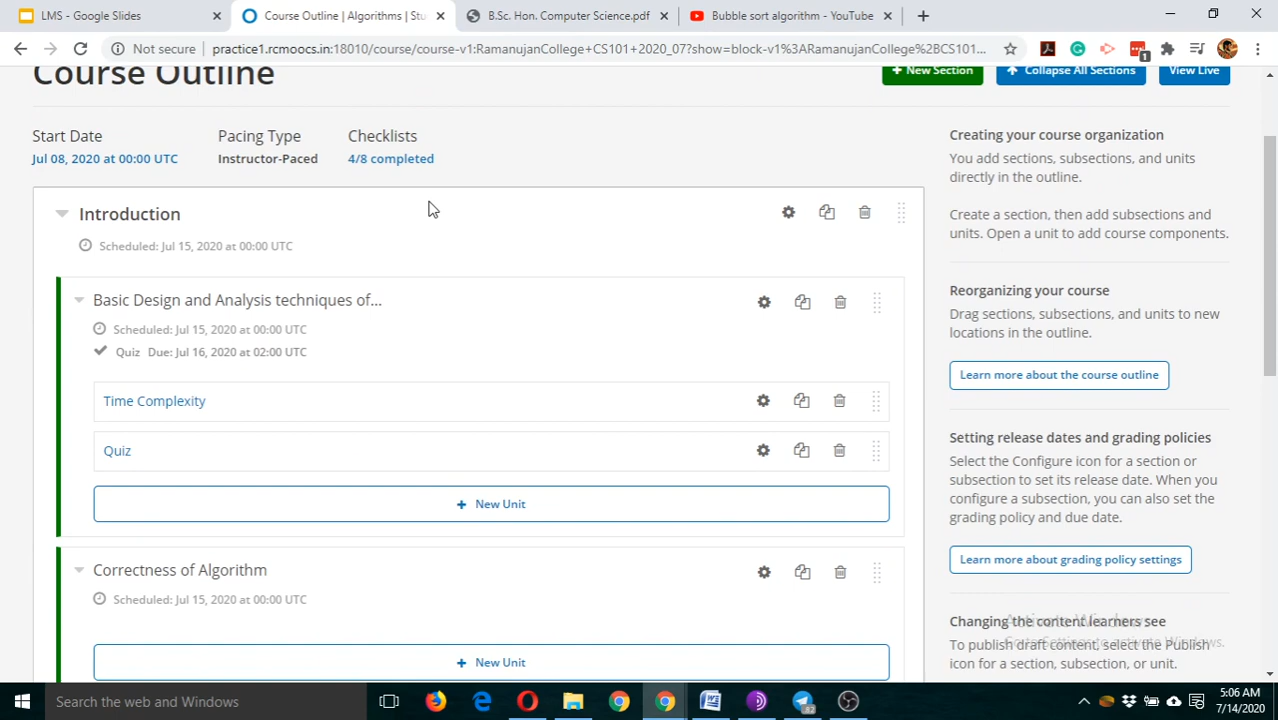 LMS - Google Slides
Course Outline | Algorithms | Stu
B.Sc. Hon. Computer Science.pdf
Bubble sort algorithm - YouTube
Not secure
practice1.rcmoocs.in:18010/course/course-v1:RamanujanCollege+CS101+2020_07?show=block-v1%3ARamanujanCollege%2BCS101...
1
Course Outline
+ New Section
Collapse All Sections
View Live
Start Date
Pacing Type
Checklists
Jul 08, 2020 at 00:00 UTC
Instructor-Paced
4/8 completed
Introduction
Scheduled: Jul 15, 2020 at 00:00 UTC
Basic Design and Analysis techniques of...
Scheduled: Jul 15, 2020 at 00:00 UTC
Quiz Due: Jul 16, 2020 at 02:00 UTC
Time Complexity
Quiz
+ New Unit
Correctness of Algorithm
Scheduled: Jul 15, 2020 at 00:00 UTC
+ New Unit
Creating your course organization
You add sections, subsections, and units
directly in the outline.
Create a section, then add subsections and
units. Open a unit to add course components.
Reorganizing your course
Drag sections, subsections, and units to new
locations in the outline.
Learn more about the course outline
Setting release dates and grading policies
Select the Configure icon for a section or
subsection to set its release date. When you
configure a subsection, you can also set the
grading policy and due date.
Learn more about grading policy settings
Changing the content learners see
To publish draft content, select the Publish
icon for a section, subsection, or unit.
Activate Windows
Go to Settings to activate Windows.
Search the web and Windows
5:06 AM
7/14/2020